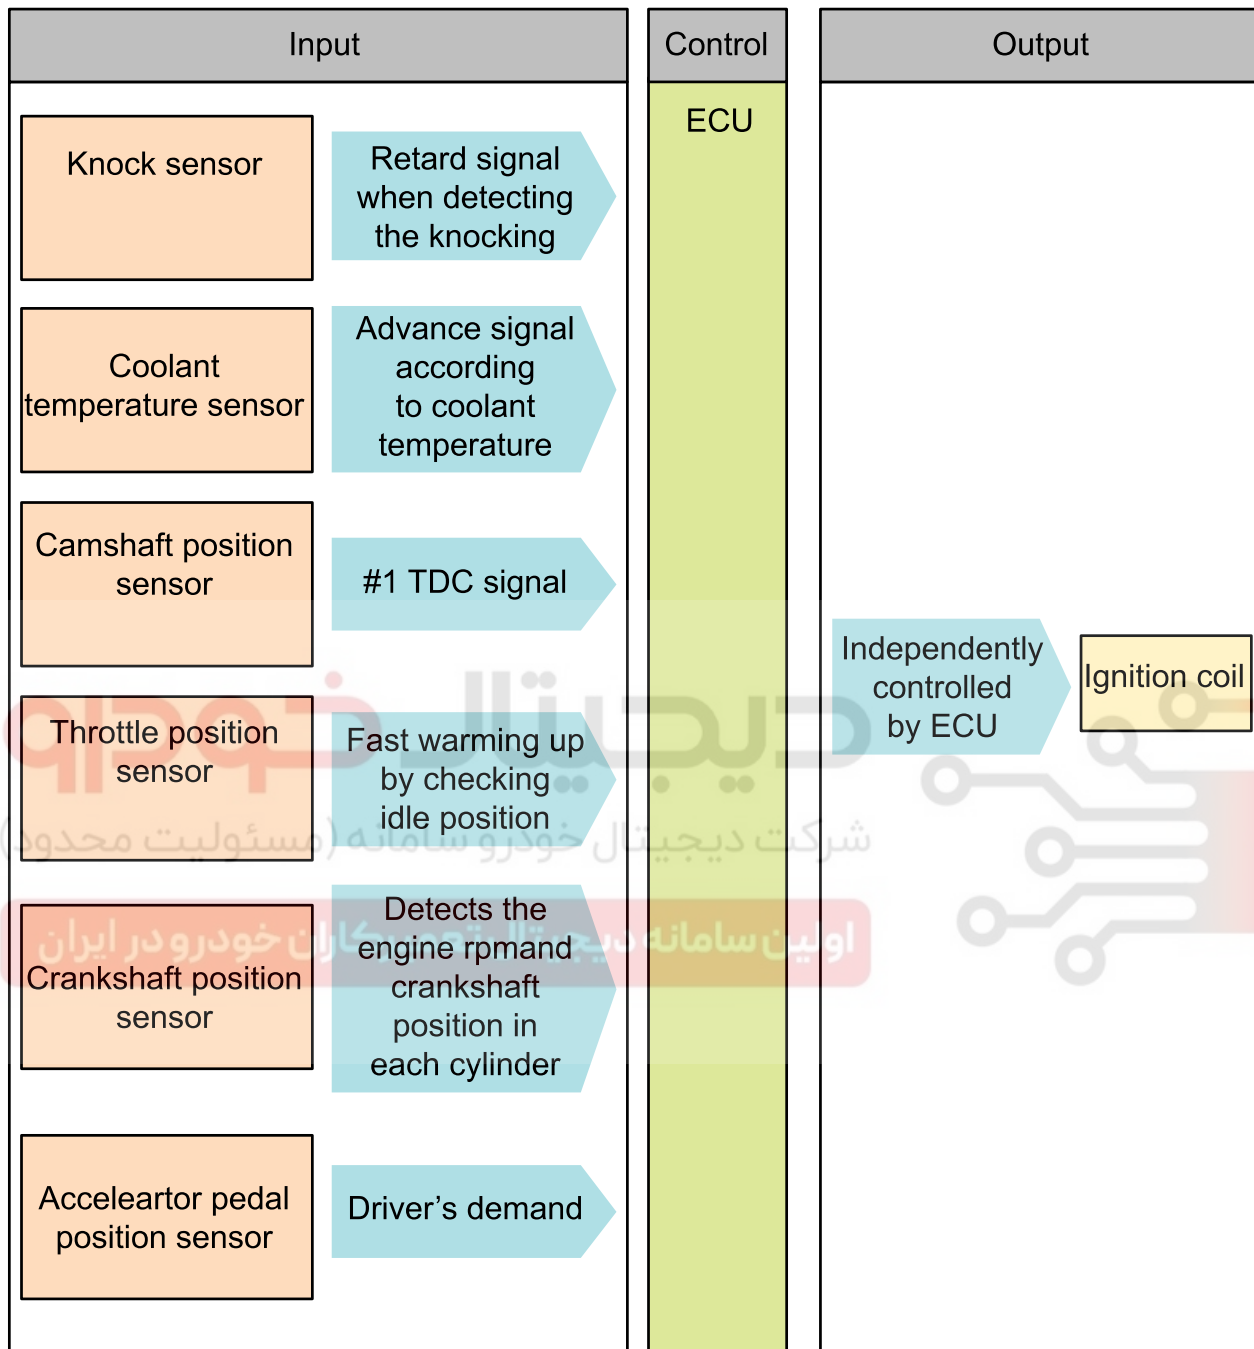 Input
Control
Output
ECU
Knock sensor
Retard signal
when detecting
the knocking
Coolant
temperature sensor
Advance signal
according
to coolant
temperature
Camshaft position
sensor
#1 TDC signal
Throttle position
sensor
Fast warming up
by checking
idle position
Crankshaft position
sensor
Detects the
engine rpmand
crankshaft
position in
each cylinder
Acceleartor pedal
position sensor
Driver’s demand
Independently
controlled
by ECU
Ignition coil
دیجیتال خودرو
شرکت دیجیتال خودرو سامانه (مسئولیت محدود)
اولین سامانه دیجیتال تعمیرکاران خودرو در ایران